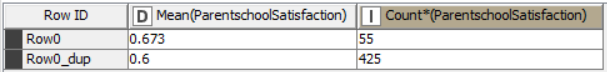 Row ID D Mean(ParentschoolSatisfaction) I Count*(ParentschoolSatisfaction)
Row0 0.673 55
Row0_dup 0.6 425